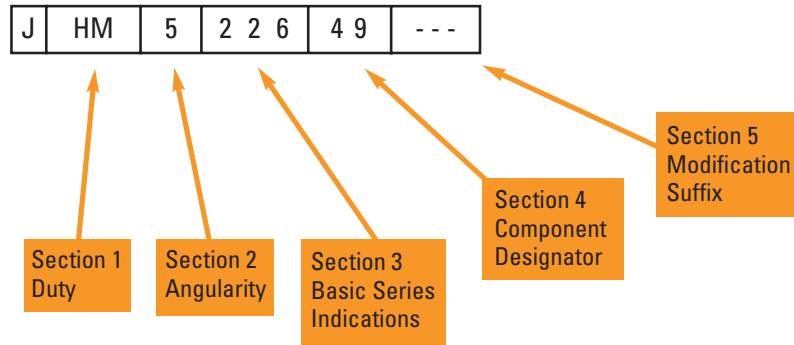 J HM 5 2 2 6 4 9 - - -
Section 5
Modification
Suffix
Section 4
Component
Designator
Section 1
Duty
Section 2
Angularity
Section 3
Basic Series
Indications